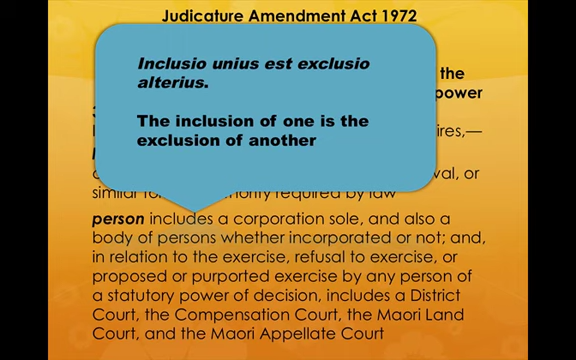 Judicature Amendment Act 1972
Inclusio unius est exclusio
alterius.
The inclusion of one is the
exclusion of another
the
power
ires,—
val, or
similar required by law
person includes a corporation sole, and also a
body of persons whether incorporated or not; and,
in relation to the exercise, refusal to exercise, or
proposed or purported exercise by any person of
a statutory power of decision, includes a District
Court, the Compensation Court, the Maori Land
Court, and the Maori Appellate Court